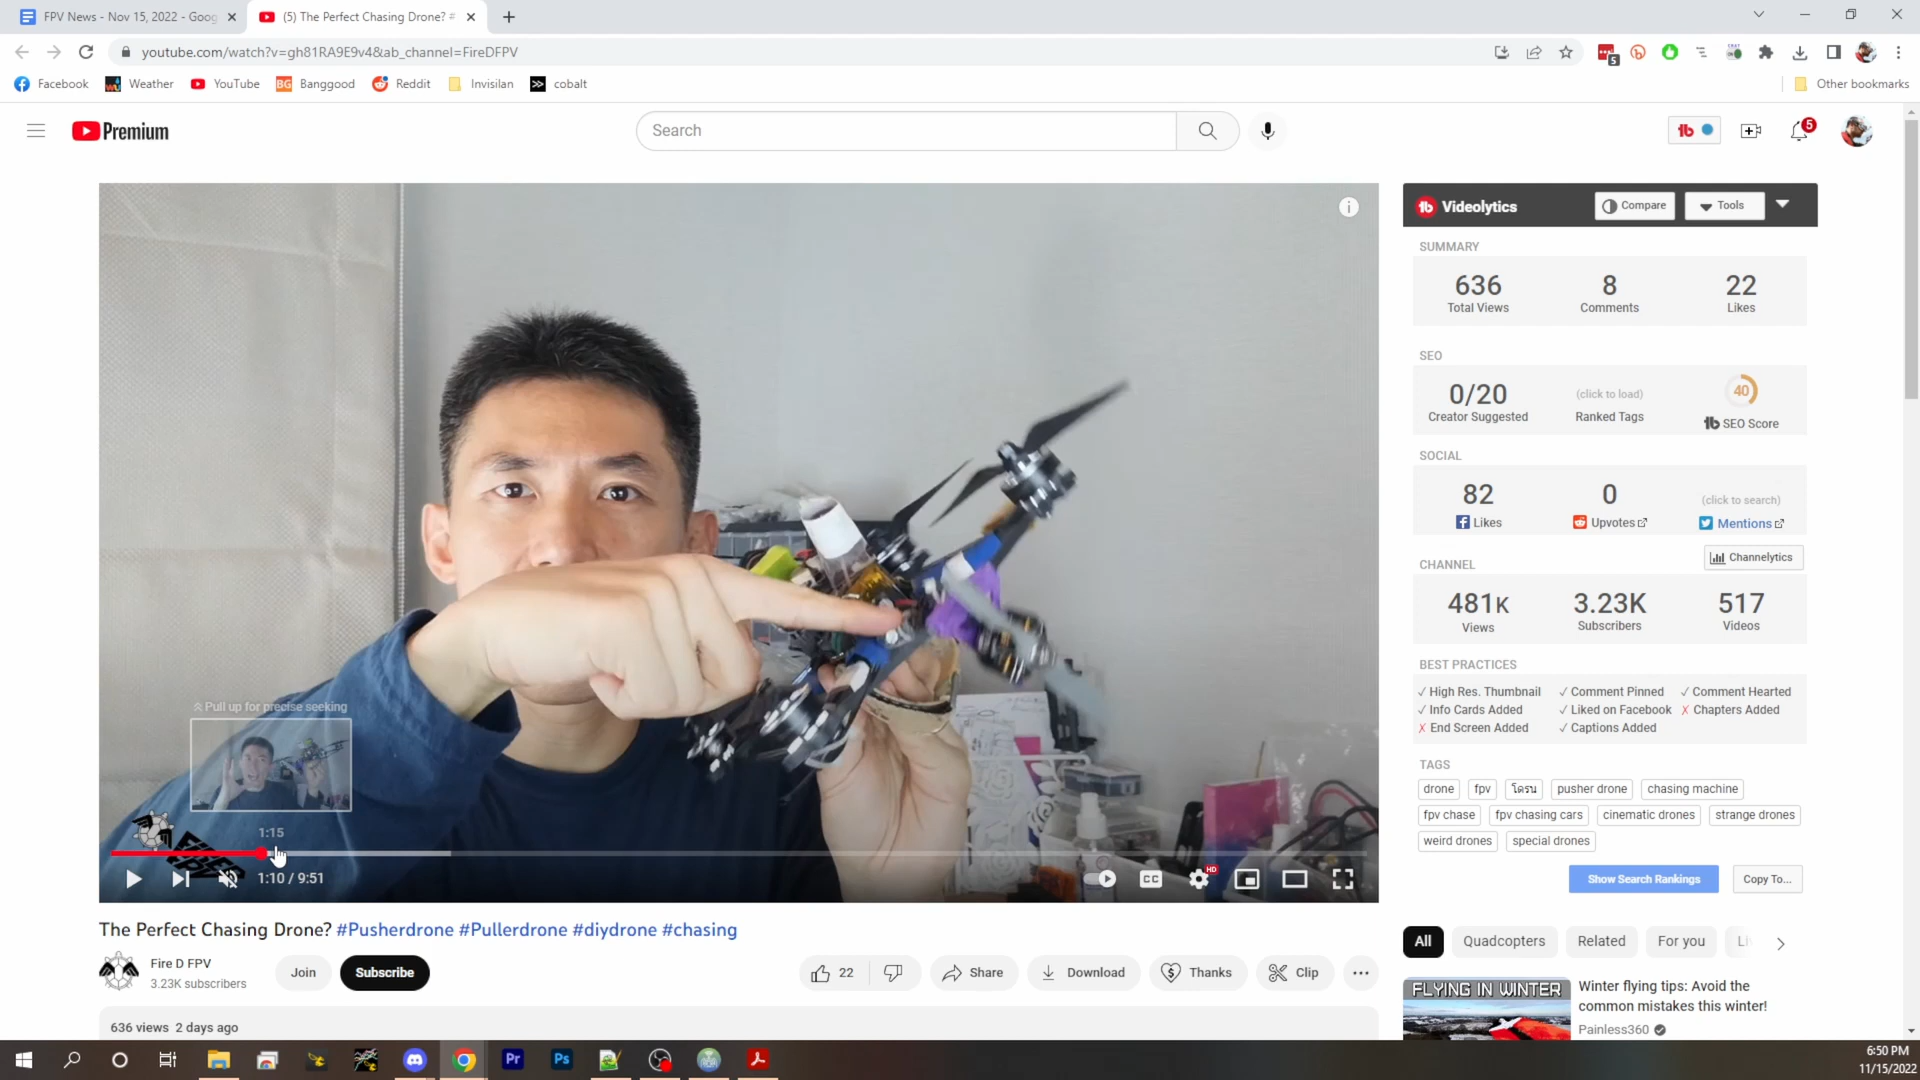 FPV News - Nov 15, 2022 - Goog
(5) The Perfect Chasing Drone? #
youtube.com/watch?v=gh81RA9E9v4&ab_channel=FireDFPV
5
Facebook
Weather
YouTube
BG Banggood
Reddit
Invisilan
cobalt
Other bookmarks
Premium
Search
5
Videolytics
Compare
Tools
SUMMARY
636 8 22
Total Views Comments Likes
SEO
0/20 (click to load) 40
Creator Suggested Ranked Tags SEO Score
SOCIAL
82 0 (click to search)
Likes Upvotes Mentions
CHANNEL
Channelytics
481K 3.23K 517
Views Subscribers Videos
BEST PRACTICES
✓ High Res. Thumbnail ✓ Comment Pinned ✓ Comment Hearted
✓ Info Cards Added ✓ Liked on Facebook ✗ Chapters Added
✗ End Screen Added ✓ Captions Added
TAGS
drone fpv โดรน pusher drone chasing machine
fpv chase fpv chasing cars cinematic drones strange drones
weird drones special drones
Show Search Rankings
Copy To...
Pull up for precise seeking
1:15
1:10 / 9:51
CC
HD
The Perfect Chasing Drone? #Pusherdrone #Pullerdrone #diydrone #chasing
Fire D FPV
3.23K subscribers
Join
Subscribe
22
Share
Download
Thanks
Clip
636 views 2 days ago
All
Quadcopters
Related
For you
FLYING IN WINTER
Winter flying tips: Avoid the
common mistakes this winter!
Painless360
Pr
Ps
6:50 PM
11/15/2022